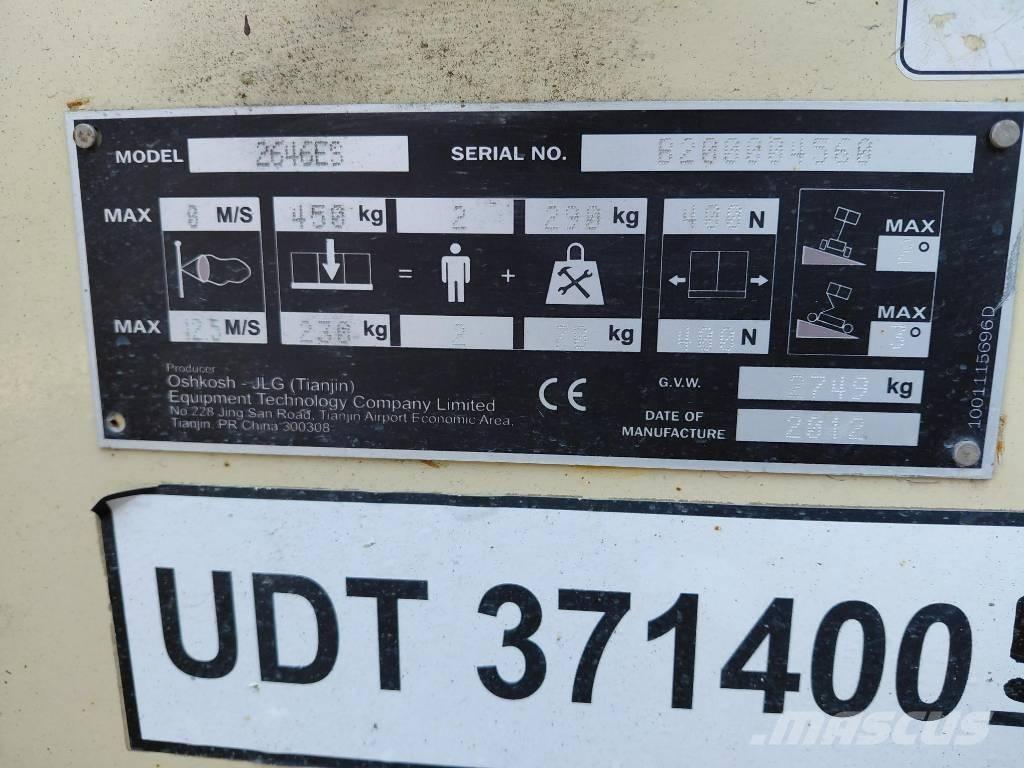 MODEL 2646ES SERIAL NO. B200004560
MAX 0 M/S 450 kg 2 290 kg 400 N MAX 2°
= +
MAX 12.5 M/S 230 kg 2 70 kg 400 N MAX 3°
Producer
Oshkosh - JLG (Tianjin)
Equipment Technology Company Limited
No 228 Jing San Road, Tianjin Airport Economic Area,
Tianjin, PR China 300308
CE
G.V.W. 2749 kg
DATE OF MANUFACTURE 2012
1001115696D
UDT 371400
MASCUS